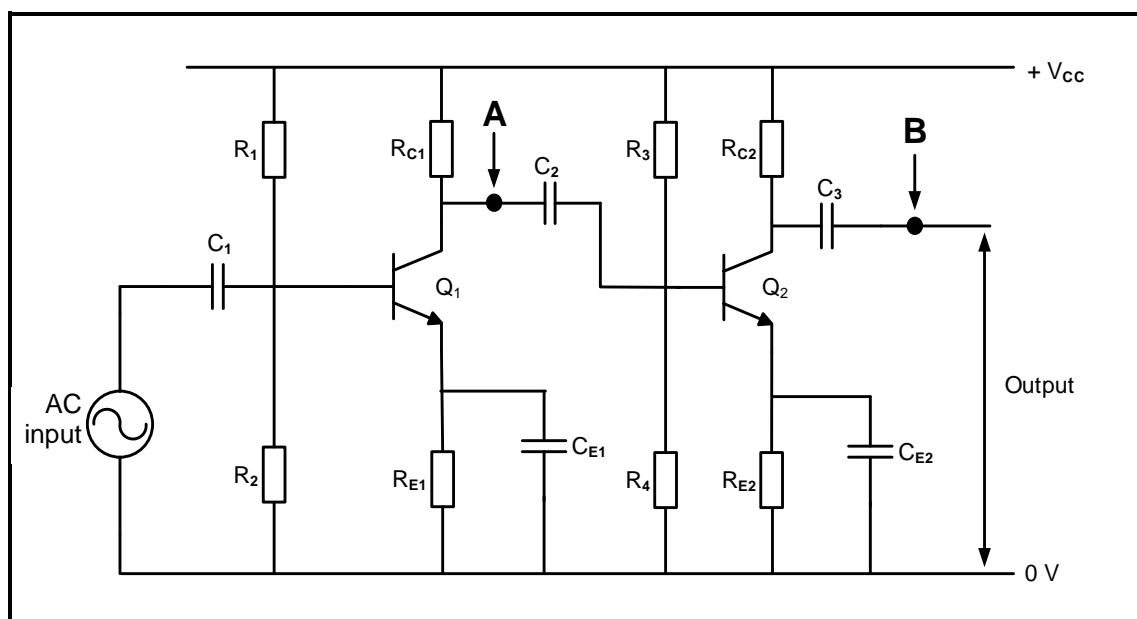 + VCC
A
B
R1
RC1
C2
R3
RC2
C3
C1
Q1
Q2
AC
input
Output
R2
RE1
CE1
R4
RE2
CE2
0 V